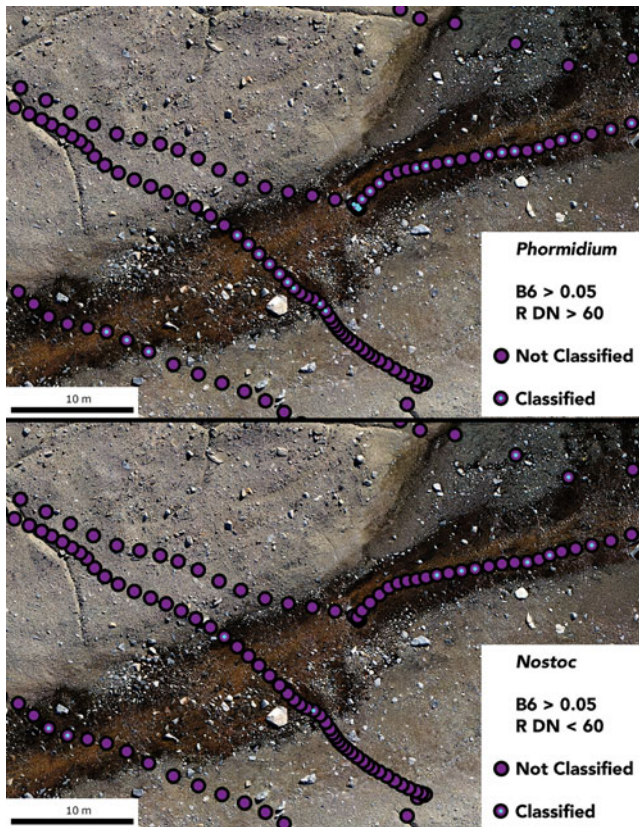 Phormidium
B6 > 0.05
R DN > 60
Not Classified
Classified
10 m
Nostoc
B6 > 0.05
R DN < 60
Not Classified
Classified
10 m